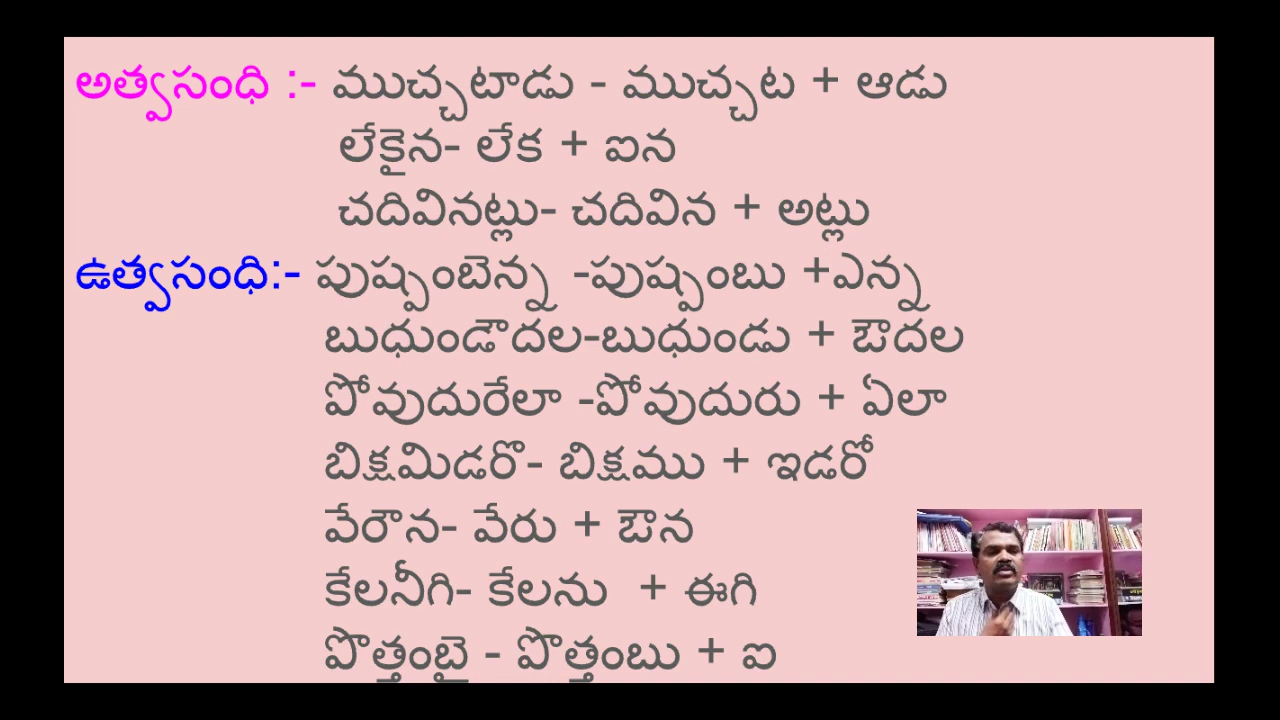 అత్వసంధి :- ముచ్చటాడు - ముచ్చట + ఆడు
లేకైన- లేక + ఐన
చదివినట్లు- చదివిన + అట్లు
ఉత్వసంధి:- పుష్పంబెన్న -పుష్పంబు +ఎన్న
బుధుండౌదల-బుధుండు + ఔదల
పోవుదురేలా -పోవుదురు + ఏలా
బిక్షమిడరొ- బిక్షము + ఇడరో
వేరౌన- వేరు + ఔన
కేలనీగి- కేలను + ఈగి
పొత్తంబై - పొత్తంబు + ఐ